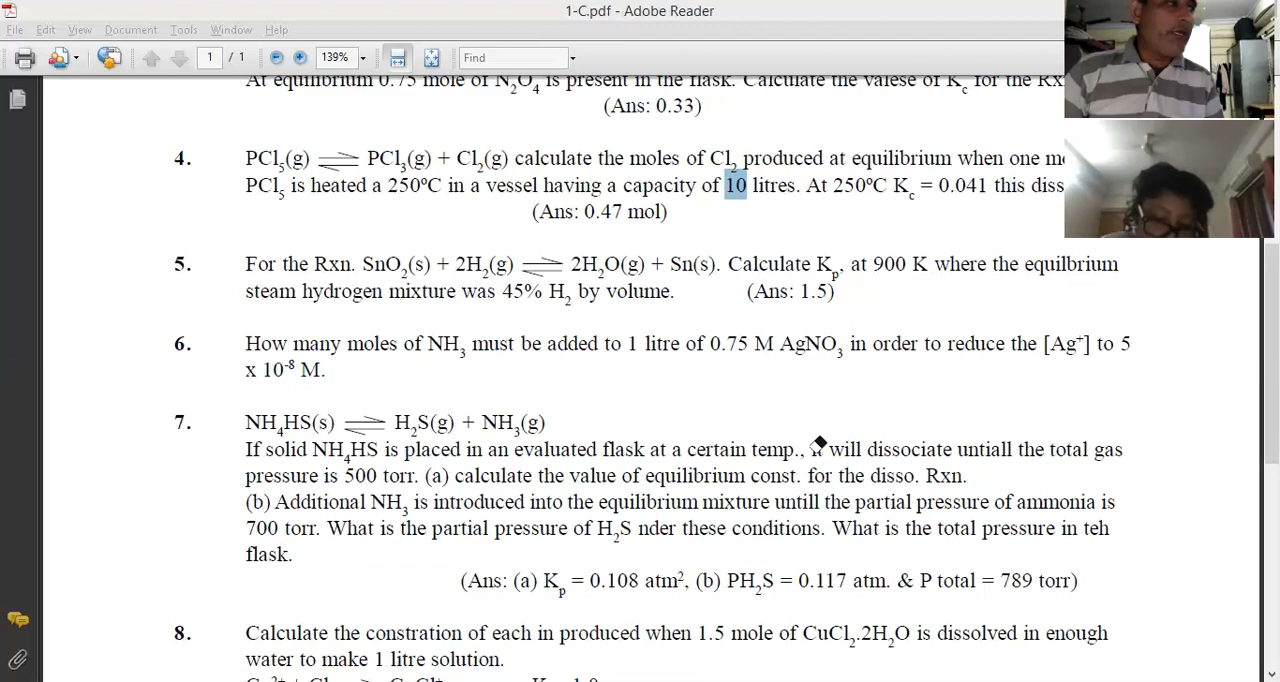 1-C.pdf - Adobe Reader
File Edit View Document Tools Window Help
1 / 1 139% Find
At equilibrium 0.75 mole of N₂O₄ is present in the flask. Calculate the valese of K꜀ for the Rx
(Ans: 0.33)
4. PCl₅(g) ⇌ PCl₃(g) + Cl₂(g) calculate the moles of Cl₂ produced at equilibrium when one m
PCl₅ is heated a 250ºC in a vessel having a capacity of 10 litres. At 250ºC K꜀ = 0.041 this diss
(Ans: 0.47 mol)
5. For the Rxn. SnO₂(s) + 2H₂(g) ⇌ 2H₂O(g) + Sn(s). Calculate Kₚ, at 900 K where the equilbrium
steam hydrogen mixture was 45% H₂ by volume. (Ans: 1.5)
6. How many moles of NH₃ must be added to 1 litre of 0.75 M AgNO₃ in order to reduce the [Ag⁺] to 5
x 10⁻⁸ M.
7. NH₄HS(s) ⇌ H₂S(g) + NH₃(g)
If solid NH₄HS is placed in an evaluated flask at a certain temp., it will dissociate untiall the total gas
pressure is 500 torr. (a) calculate the value of equilibrium const. for the disso. Rxn.
(b) Additional NH₃ is introduced into the equilibrium mixture untill the partial pressure of ammonia is
700 torr. What is the partial pressure of H₂S nder these conditions. What is the total pressure in teh
flask.
(Ans: (a) Kₚ = 0.108 atm², (b) PH₂S = 0.117 atm. & P total = 789 torr)
8. Calculate the constration of each in produced when 1.5 mole of CuCl₂.2H₂O is dissolved in enough
water to make 1 litre solution.